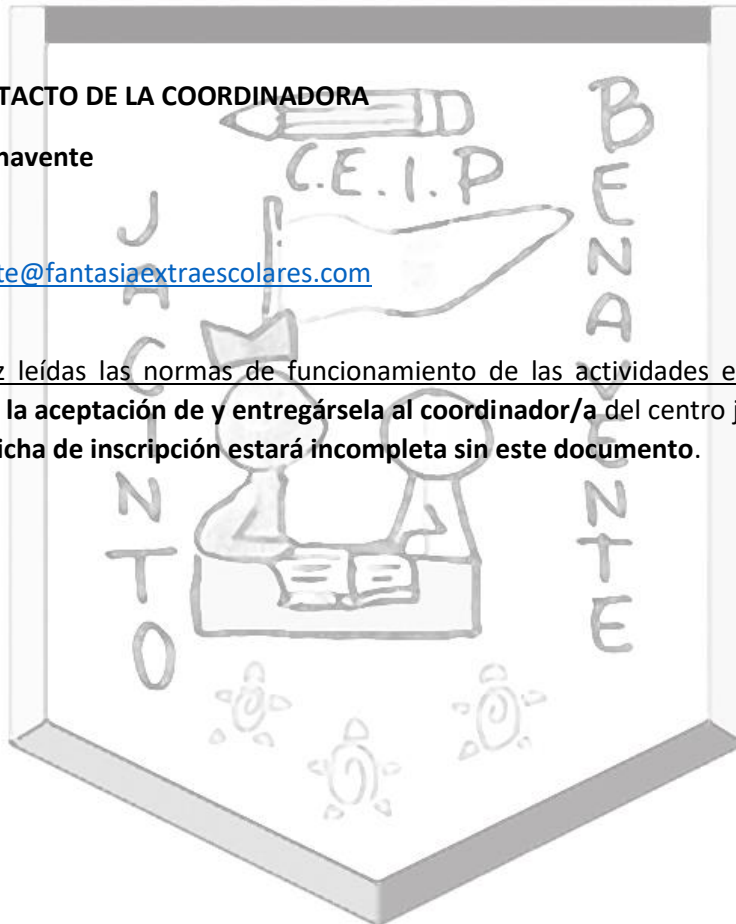 TACTO DE LA COORDINADORA
navente
te@fantasiaextraescolares.com
z leídas las normas de funcionamiento de las actividades e
la aceptación de y entregársela al coordinador/a del centro j
icha de inscripción estará incompleta sin este documento.
C.E.I.P
JACINTO
BENAVENTE